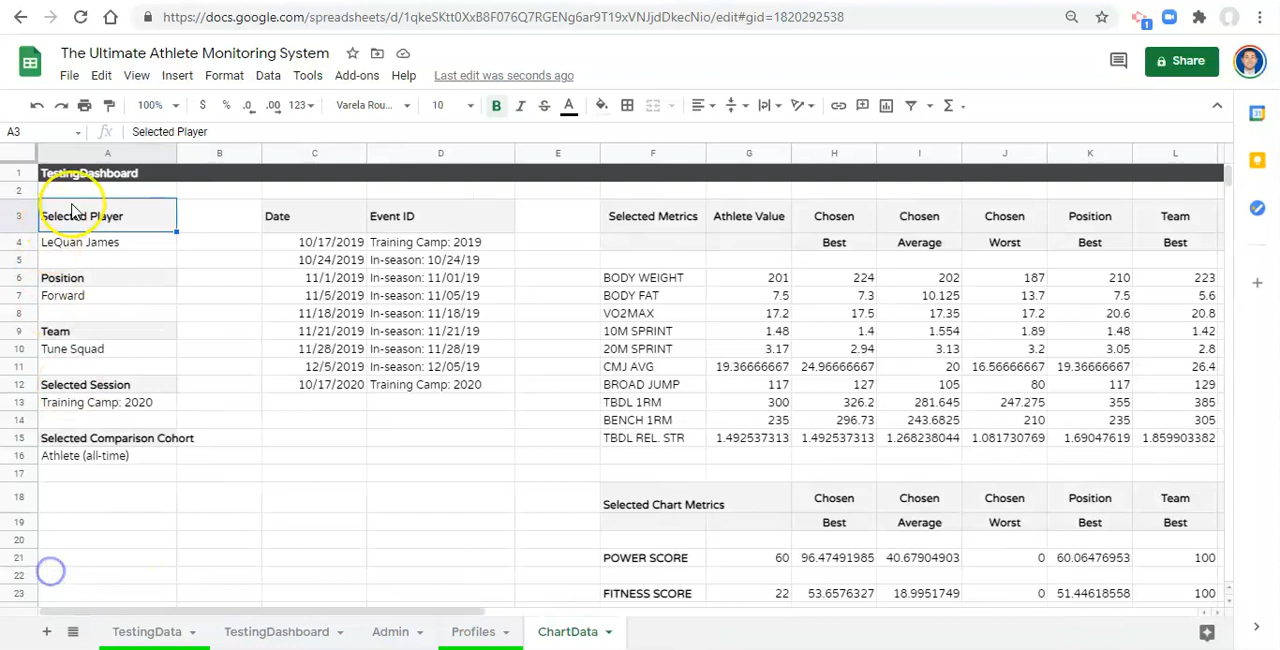 https://docs.google.com/spreadsheets/d/1qkeSKtt0XxB8F076Q7RGENg6ar9T19xVNJjdDkecNio/edit#gid=1820292538
1
The Ultimate Athlete Monitoring System
File Edit View Insert Format Data Tools Add-ons Help Last edit was seconds ago
Share
100% $ % .0 .00 123 Varela Rou... 10 B I S A
A3 fx Selected Player
A B C D E F G H I J K L
1 TestingDashboard
2
3 Selected Player Date Event ID Selected Metrics Athlete Value Chosen Chosen Chosen Position Team
4 LeQuan James 10/17/2019 Training Camp: 2019 Best Average Worst Best Best
5 10/24/2019 In-season: 10/24/19
6 Position 11/1/2019 In-season: 11/01/19 BODY WEIGHT 201 224 202 187 210 223
7 Forward 11/5/2019 In-season: 11/05/19 BODY FAT 7.5 7.3 10.125 13.7 7.5 5.6
8 11/18/2019 In-season: 11/18/19 VO2MAX 17.2 17.5 17.35 17.2 20.6 20.8
9 Team 11/21/2019 In-season: 11/21/19 10M SPRINT 1.48 1.4 1.554 1.89 1.48 1.42
10 Tune Squad 11/28/2019 In-season: 11/28/19 20M SPRINT 3.17 2.94 3.13 3.2 3.05 2.8
11 12/5/2019 In-season: 12/05/19 CMJ AVG 19.36666667 24.96666667 20 16.56666667 19.36666667 26.4
12 Selected Session 10/17/2020 Training Camp: 2020 BROAD JUMP 117 127 105 80 117 129
13 Training Camp: 2020 TBDL 1RM 300 326.2 281.645 247.275 355 385
14 BENCH 1RM 235 296.73 243.6825 210 235 305
15 Selected Comparison Cohort TBDL REL. STR 1.492537313 1.492537313 1.268238044 1.081730769 1.69047619 1.859903382
16 Athlete (all-time)
17
18 Selected Chart Metrics Chosen Chosen Chosen Position Team
19 Best Average Worst Best Best
20
21 POWER SCORE 60 96.47491985 40.67904903 0 60.06476953 100
22
23 FITNESS SCORE 22 53.6576327 18.9951749 0 51.44618558 100
TestingData TestingDashboard Admin Profiles ChartData